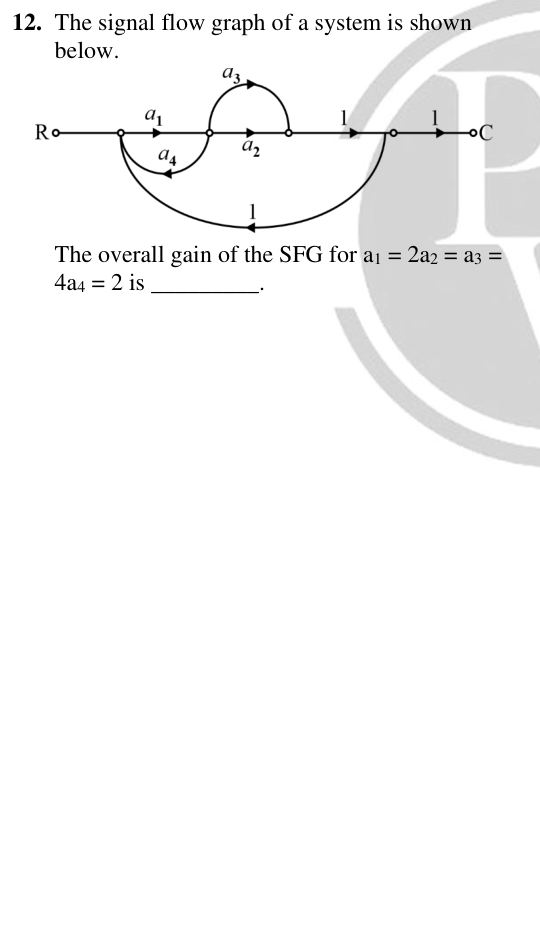 12. The signal flow graph of a system is shown
below.
a₃
a₁
1
1
R
C
a₄
a₂
1
The overall gain of the SFG for a₁ = 2a₂ = a₃ =
4a₄ = 2 is _________.